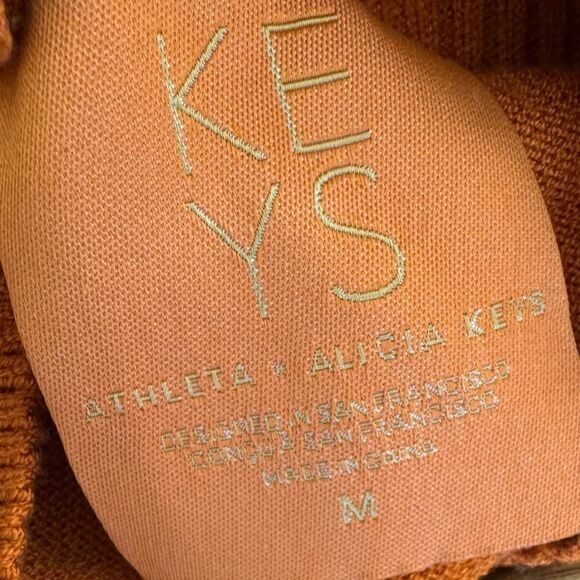 KE
YS
ATHLETA • ALICIA KEYS
DESIGNED IN SAN FRANCISCO
CONÇU À SAN FRANCISCO
MADE IN CHINA
M